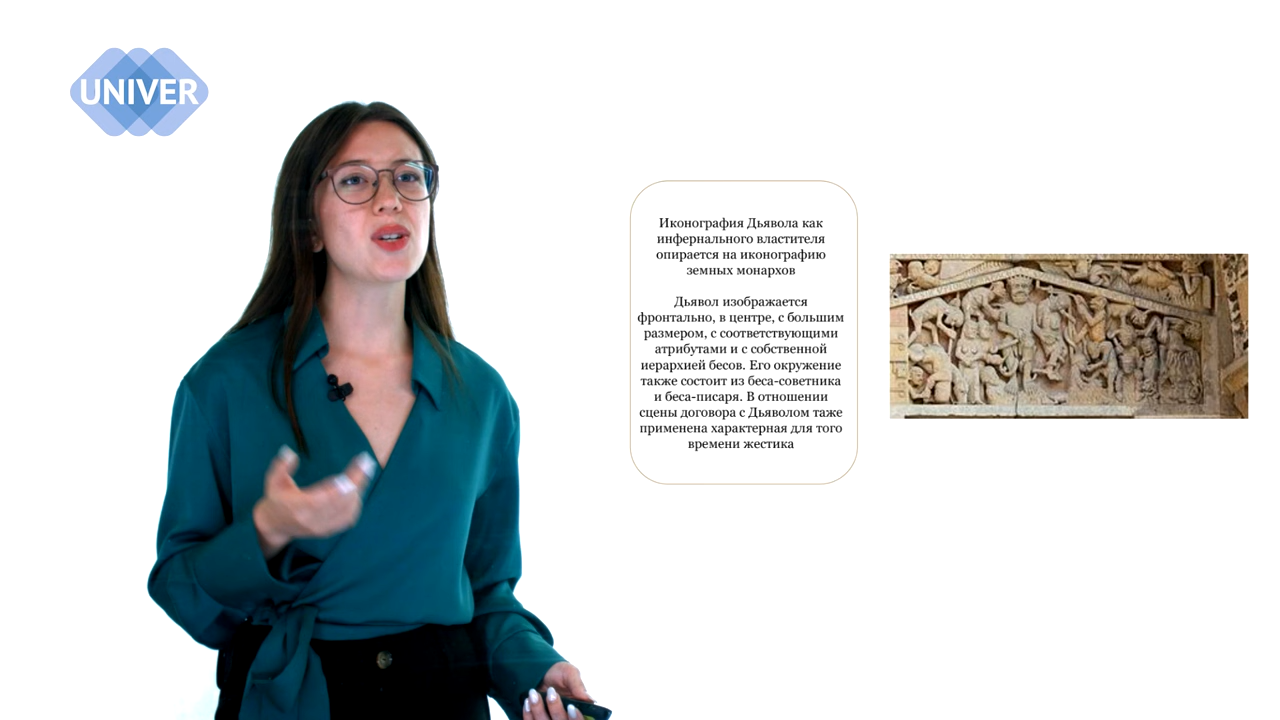 UNIVER
Иконография Дьявола как
инфернального властителя
опирается на иконографию
земных монархов
Дьявол изображается
фронтально, в центре, с большим
размером, с соответствующими
атрибутами и с собственной
иерархией бесов. Его окружение
также состоит из беса-советника
и беса-писаря. В отношении
сцены договора с Дьяволом таже
применена характерная для того
времени жестика